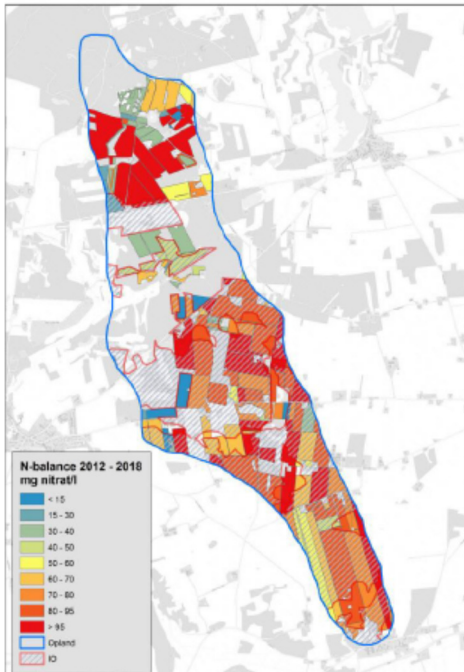 N-balance 2012 - 2018
mg nitrat/l
< 15
15 - 30
30 - 40
40 - 50
50 - 60
60 - 70
70 - 80
80 - 95
> 95
Opland
IO